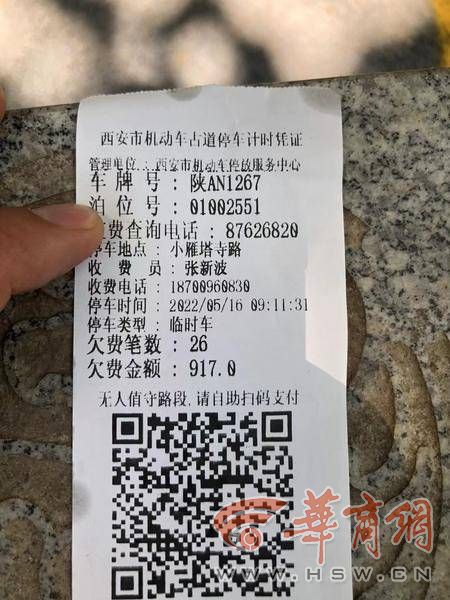 西安市机动车占道停车计时凭证
管理单位：西安市机动车停放服务中心
车牌号：陕AN1267
泊位号：01002551
费查询电话：87626820
停车地点：小雁塔寺路
收费员：张新波
收费电话：18700960830
停车时间：2022/05/16 09:11:31
停车类型：临时车
欠费笔数：26
欠费金额：917.0
无人值守路段,请自助扫码支付
華商網
WWW.HSW.CN